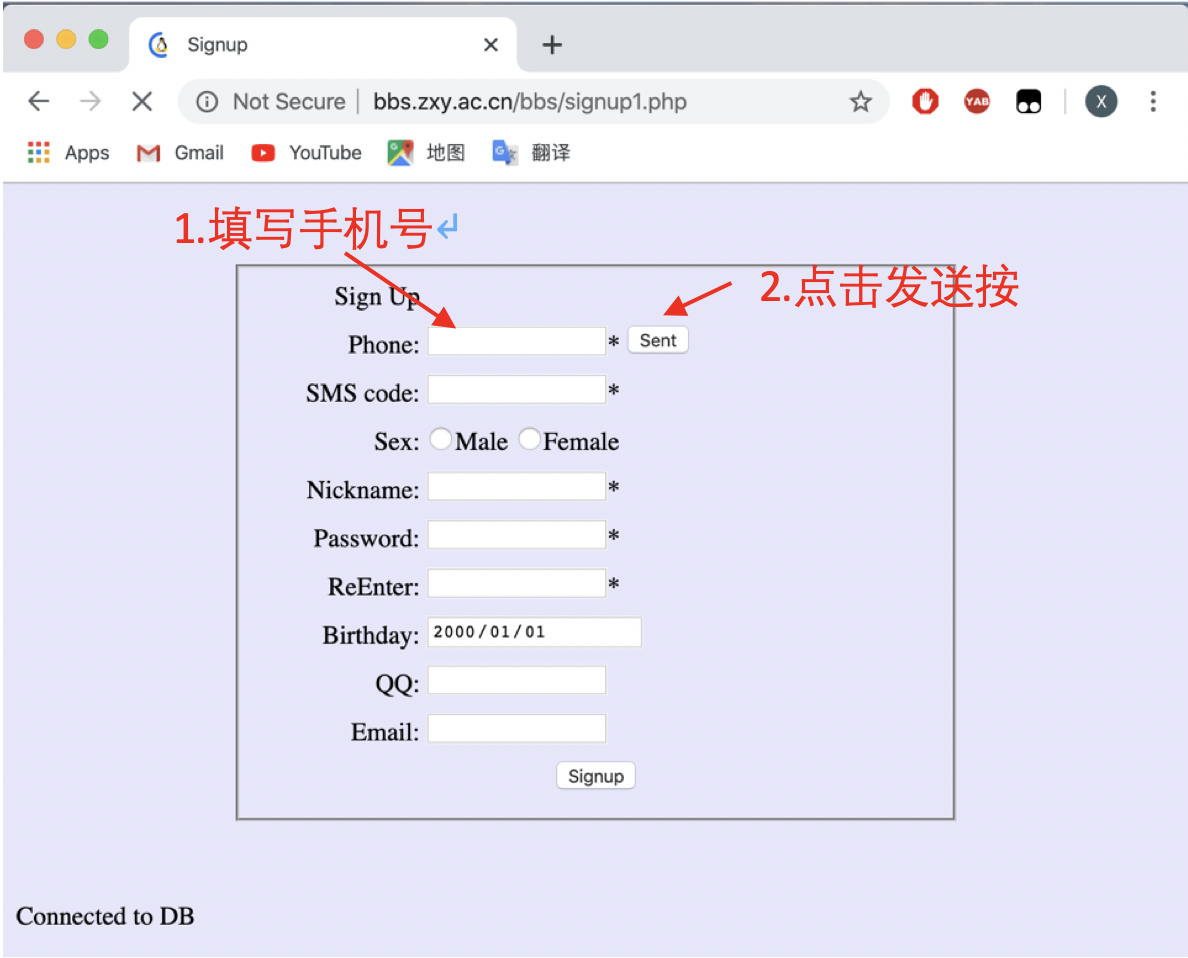 Signup
Not Secure | bbs.zxy.ac.cn/bbs/signup1.php
YAB
X
Apps Gmail YouTube 地图 翻译
1.填写手机号↵
2.点击发送按
Sign Up
Phone: * Sent
SMS code: *
Sex: Male Female
Nickname: *
Password: *
ReEnter: *
Birthday: 2000/01/01
QQ:
Email:
Signup
Connected to DB